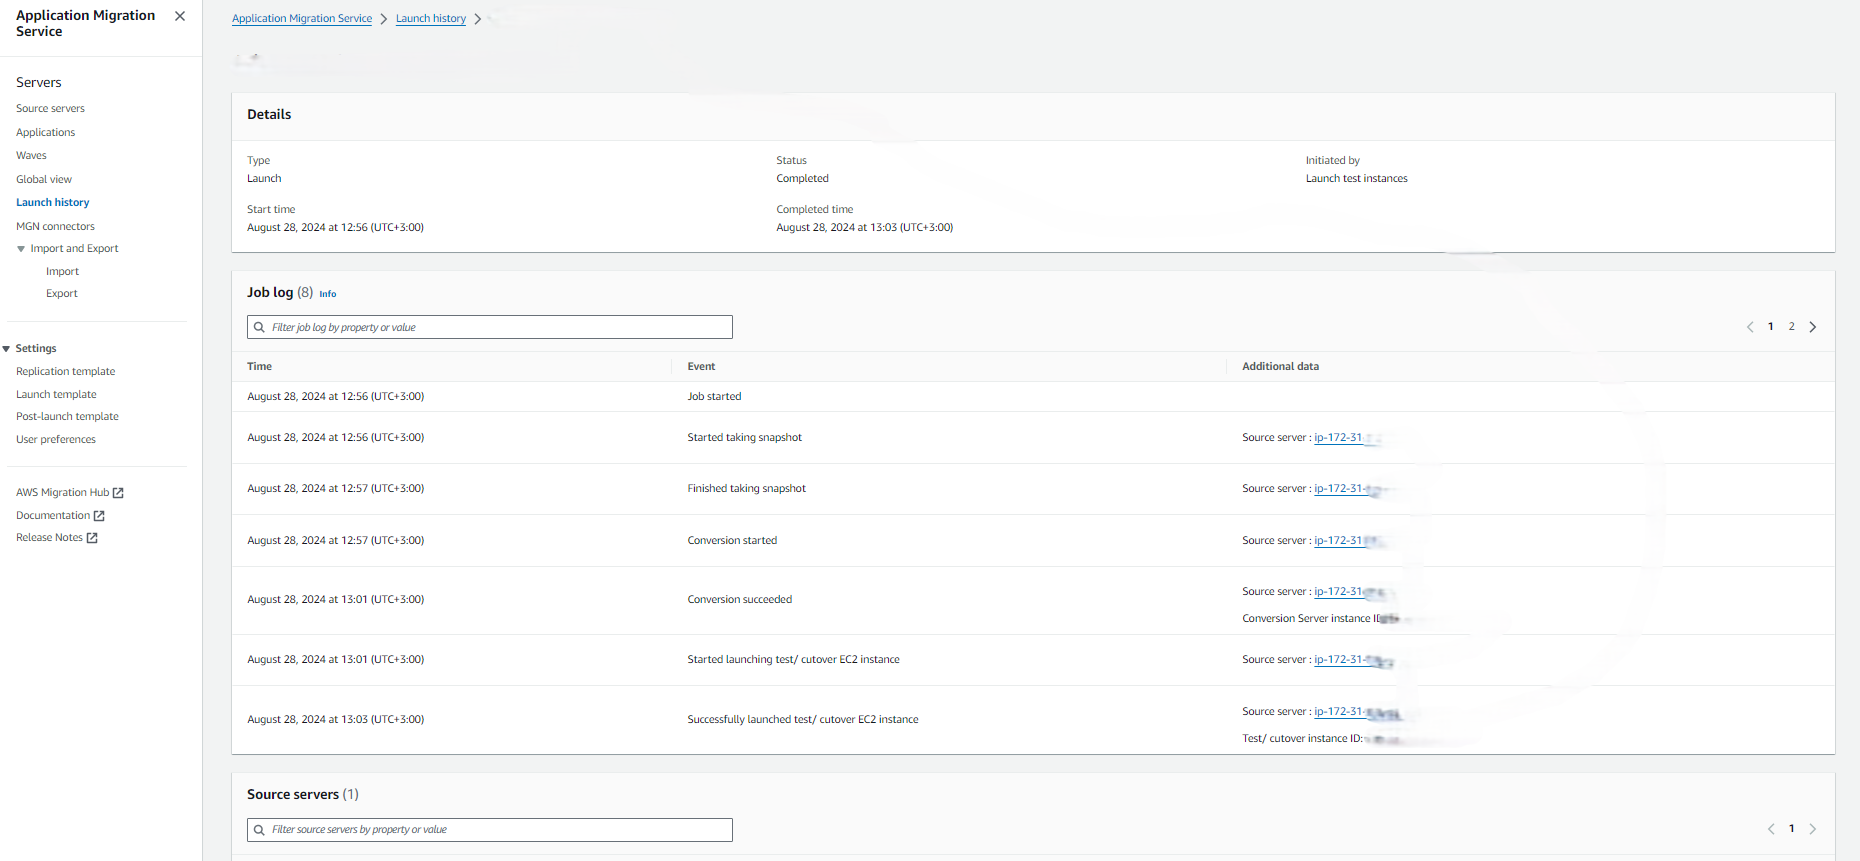 Application Migration Service
Servers
Source servers
Applications
Waves
Global view
Launch history
MGN connectors
Import and Export
Import
Export
Settings
Replication template
Launch template
Post-launch template
User preferences
AWS Migration Hub
Documentation
Release Notes
Application Migration Service > Launch history >
Details
Type Status Initiated by
Launch Completed Launch test instances
Start time Completed time
August 28, 2024 at 12:56 (UTC+3:00) August 28, 2024 at 13:03 (UTC+3:00)
Job log (8) Info
Filter job log by property or value
1 2
Time Event Additional data
August 28, 2024 at 12:56 (UTC+3:00) Job started
August 28, 2024 at 12:56 (UTC+3:00) Started taking snapshot Source server : ip-172-31
August 28, 2024 at 12:57 (UTC+3:00) Finished taking snapshot Source server : ip-172-31-
August 28, 2024 at 12:57 (UTC+3:00) Conversion started Source server : ip-172-31
August 28, 2024 at 13:01 (UTC+3:00) Conversion succeeded Source server : ip-172-31-
Conversion Server instance ID
August 28, 2024 at 13:01 (UTC+3:00) Started launching test/ cutover EC2 instance Source server : ip-172-31-
August 28, 2024 at 13:03 (UTC+3:00) Successfully launched test/ cutover EC2 instance Source server : ip-172-31-
Test/ cutover instance ID:
Source servers (1)
Filter source servers by property or value
1